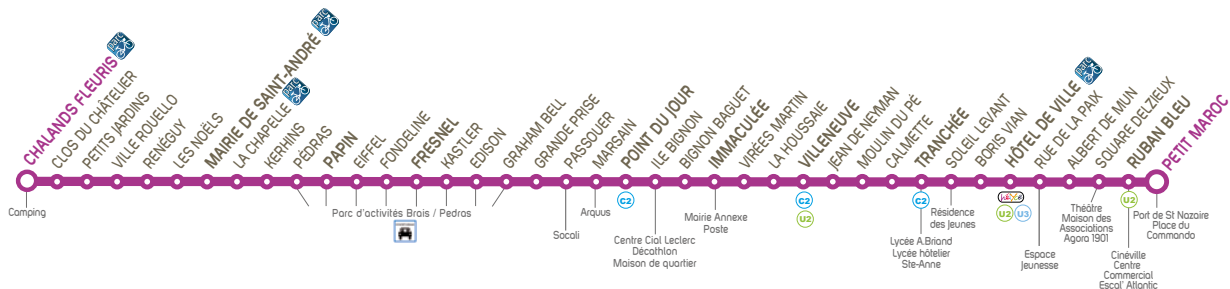 CHALANDS FLEURIS
parc
CLOS DU CHÂTELIER
PETITS JARDINS
VILLE ROUELLO
RENÉGUY
LES NOËLS
MAIRIE DE SAINT-ANDRÉ
parc
LA CHAPELLE
parc
KERHINS
PÉDRAS
PAPIN
EIFFEL
FONDELINE
FRESNEL
KASTLER
EDISON
GRAHAM BELL
GRANDE PRISE
PASSOUER
MARSAIN
POINT DU JOUR
ILE BIGNON
BIGNON BAGUET
IMMACULÉE
VIRÉES MARTIN
LA HOUSSAIE
VILLENEUVE
JEAN DE NEYMAN
MOULIN DU PÉ
CALMETTE
TRANCHÉE
SOLEIL LEVANT
BORIS VIAN
HÔTEL DE VILLE
parc
RUE DE LA PAIX
ALBERT DE MUN
SQUARE DELZIEUX
RUBAN BLEU
PETIT MAROC
Camping
Parc d'activités Brais / Pedras
Socali
Arquus
C2
Centre Cial Leclerc
Décathlon
Maison de quartier
Mairie Annexe
Poste
C2
U2
C2
Lycée A.Briand
Lycée hôtelier
Ste-Anne
Résidence
des Jeunes
hélYce
U2 U3
Espace
Jeunesse
Théâtre
Maison des
Associations
Agora 1901
U2
Cinéville
Centre
Commercial
Escal' Atlantic
Port de St Nazaire
Place du
Commando